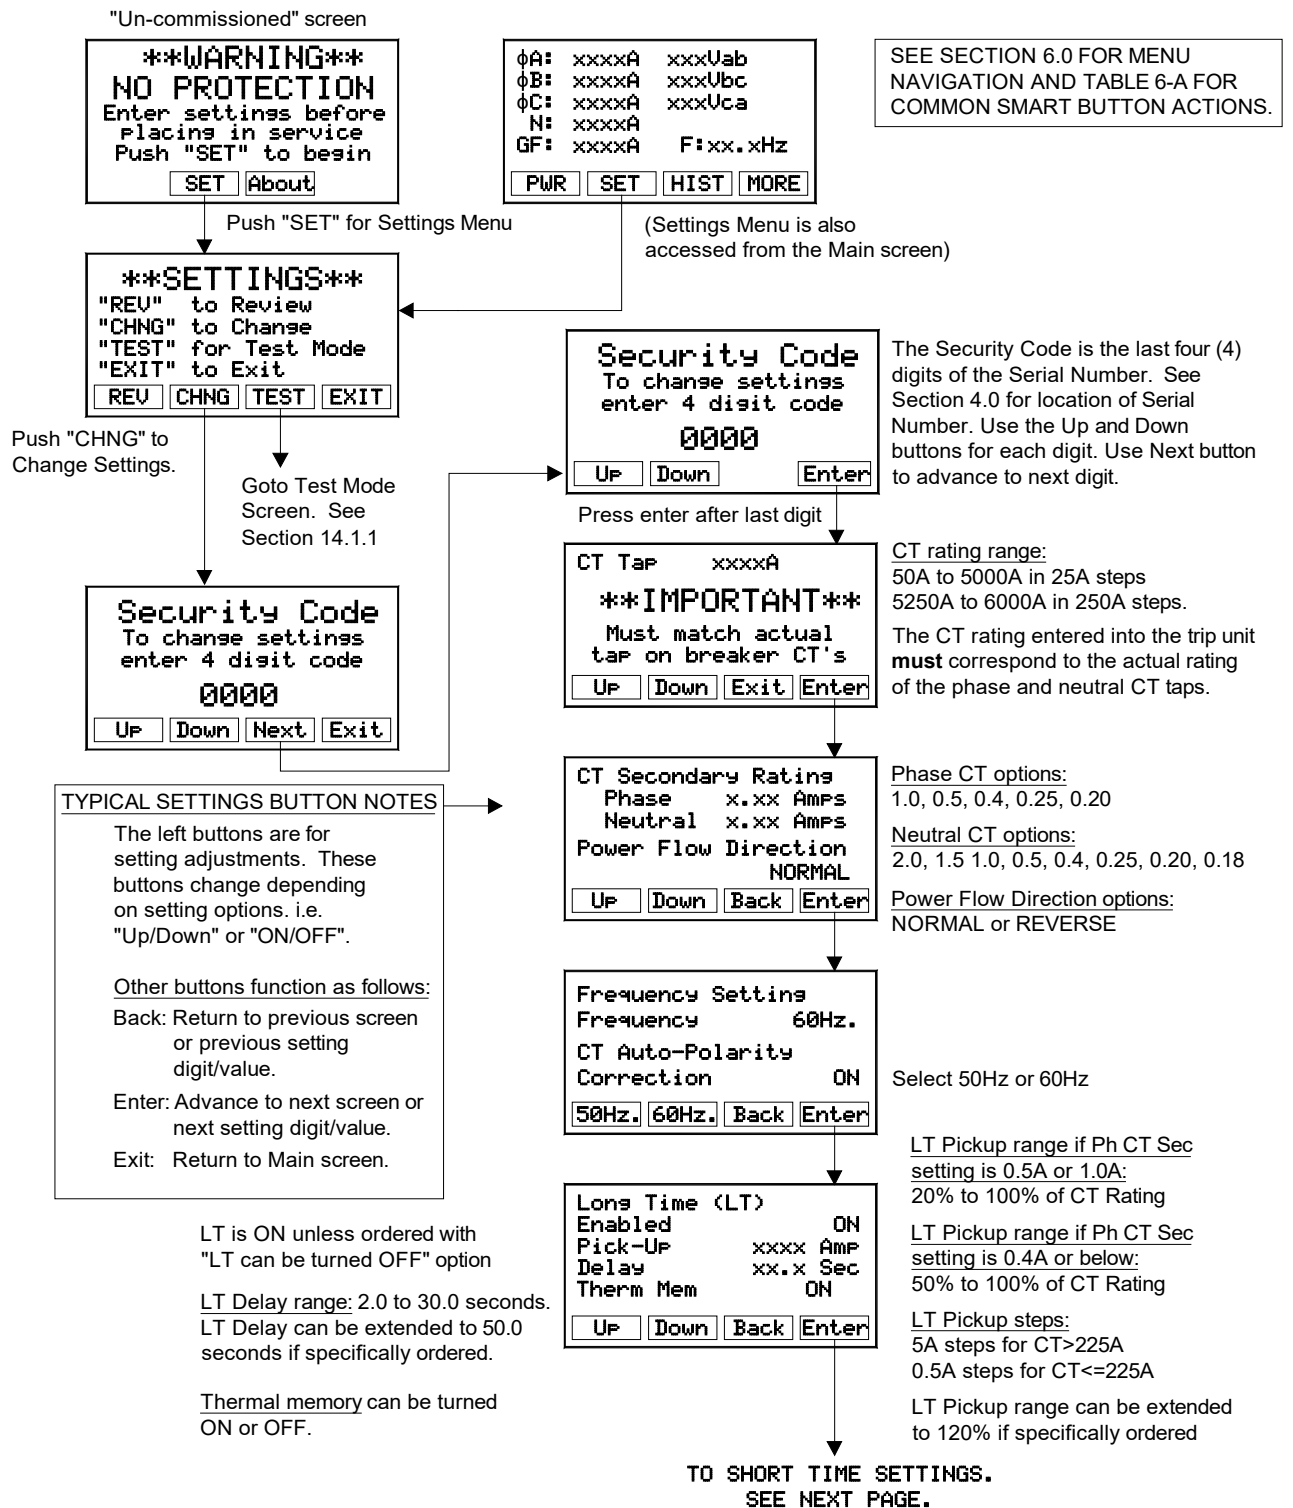 "Un-commissioned" screen
**WARNING**
NO PROTECTION
Enter settings before
placing in service
Push "SET" to begin
SET About
ϕA: xxxxA xxxVab
ϕB: xxxxA xxxVbc
ϕC: xxxxA xxxVca
N: xxxxA
GF: xxxxA F:xx.xHz
PWR SET HIST MORE
SEE SECTION 6.0 FOR MENU
NAVIGATION AND TABLE 6-A FOR
COMMON SMART BUTTON ACTIONS.
Push "SET" for Settings Menu
(Settings Menu is also
accessed from the Main screen)
**SETTINGS**
"REV" to Review
"CHNG" to Change
"TEST" for Test Mode
"EXIT" to Exit
REV CHNG TEST EXIT
Push "CHNG" to
Change Settings.
Goto Test Mode
Screen. See
Section 14.1.1
Security Code
To change settings
enter 4 digit code
0000
Up Down Next Exit
Security Code
To change settings
enter 4 digit code
0000
Up Down Enter
The Security Code is the last four (4)
digits of the Serial Number. See
Section 4.0 for location of Serial
Number. Use the Up and Down
buttons for each digit. Use Next button
to advance to next digit.
Press enter after last digit
CT Tap xxxxA
**IMPORTANT**
Must match actual
tap on breaker CT's
Up Down Exit Enter
CT rating range:
50A to 5000A in 25A steps
5250A to 6000A in 250A steps.
The CT rating entered into the trip unit
must correspond to the actual rating
of the phase and neutral CT taps.
TYPICAL SETTINGS BUTTON NOTES
The left buttons are for
setting adjustments. These
buttons change depending
on setting options. i.e.
"Up/Down" or "ON/OFF".
Other buttons function as follows:
Back: Return to previous screen
or previous setting
digit/value.
Enter: Advance to next screen or
next setting digit/value.
Exit: Return to Main screen.
CT Secondary Rating
Phase x.xx Amps
Neutral x.xx Amps
Power Flow Direction
NORMAL
Up Down Back Enter
Phase CT options:
1.0, 0.5, 0.4, 0.25, 0.20
Neutral CT options:
2.0, 1.5 1.0, 0.5, 0.4, 0.25, 0.20, 0.18
Power Flow Direction options:
NORMAL or REVERSE
Frequency Setting
Frequency 60Hz.
CT Auto-Polarity
Correction ON
50Hz. 60Hz. Back Enter
Select 50Hz or 60Hz
LT is ON unless ordered with
"LT can be turned OFF" option
LT Delay range: 2.0 to 30.0 seconds.
LT Delay can be extended to 50.0
seconds if specifically ordered.
Thermal memory can be turned
ON or OFF.
Long Time (LT)
Enabled ON
Pick-Up xxxx Amp
Delay xx.x Sec
Therm Mem ON
Up Down Back Enter
LT Pickup range if Ph CT Sec
setting is 0.5A or 1.0A:
20% to 100% of CT Rating
LT Pickup range if Ph CT Sec
setting is 0.4A or below:
50% to 100% of CT Rating
LT Pickup steps:
5A steps for CT>225A
0.5A steps for CT<=225A
LT Pickup range can be extended
to 120% if specifically ordered
TO SHORT TIME SETTINGS.
SEE NEXT PAGE.